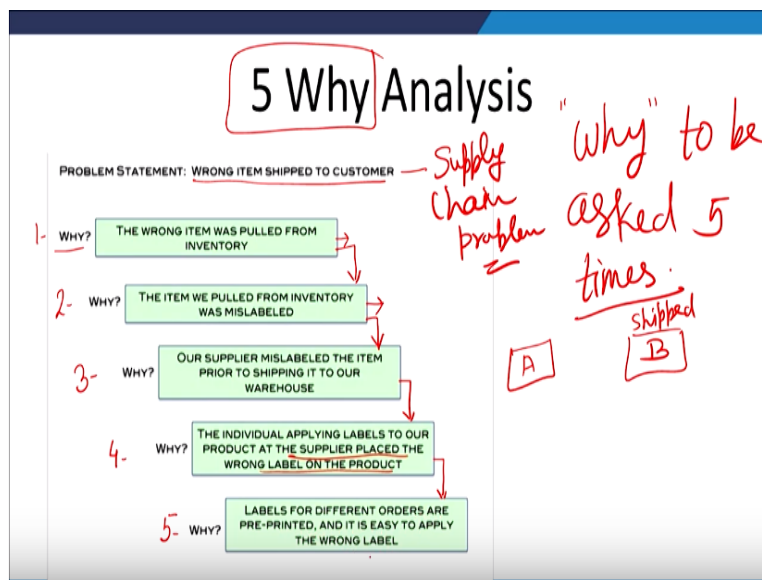 5 Why Analysis
"Why" to be
asked 5
times.
PROBLEM STATEMENT: WRONG ITEM SHIPPED TO CUSTOMER
Supply
chain
problem
1- WHY? THE WRONG ITEM WAS PULLED FROM
INVENTORY
2- WHY? THE ITEM WE PULLED FROM INVENTORY
WAS MISLABELED
shipped
A B
3- WHY? OUR SUPPLIER MISLABELED THE ITEM
PRIOR TO SHIPPING IT TO OUR
WAREHOUSE
4- WHY? THE INDIVIDUAL APPLYING LABELS TO OUR
PRODUCT AT THE SUPPLIER PLACED THE
WRONG LABEL ON THE PRODUCT
5- WHY? LABELS FOR DIFFERENT ORDERS ARE
PRE-PRINTED, AND IT IS EASY TO APPLY
THE WRONG LABEL